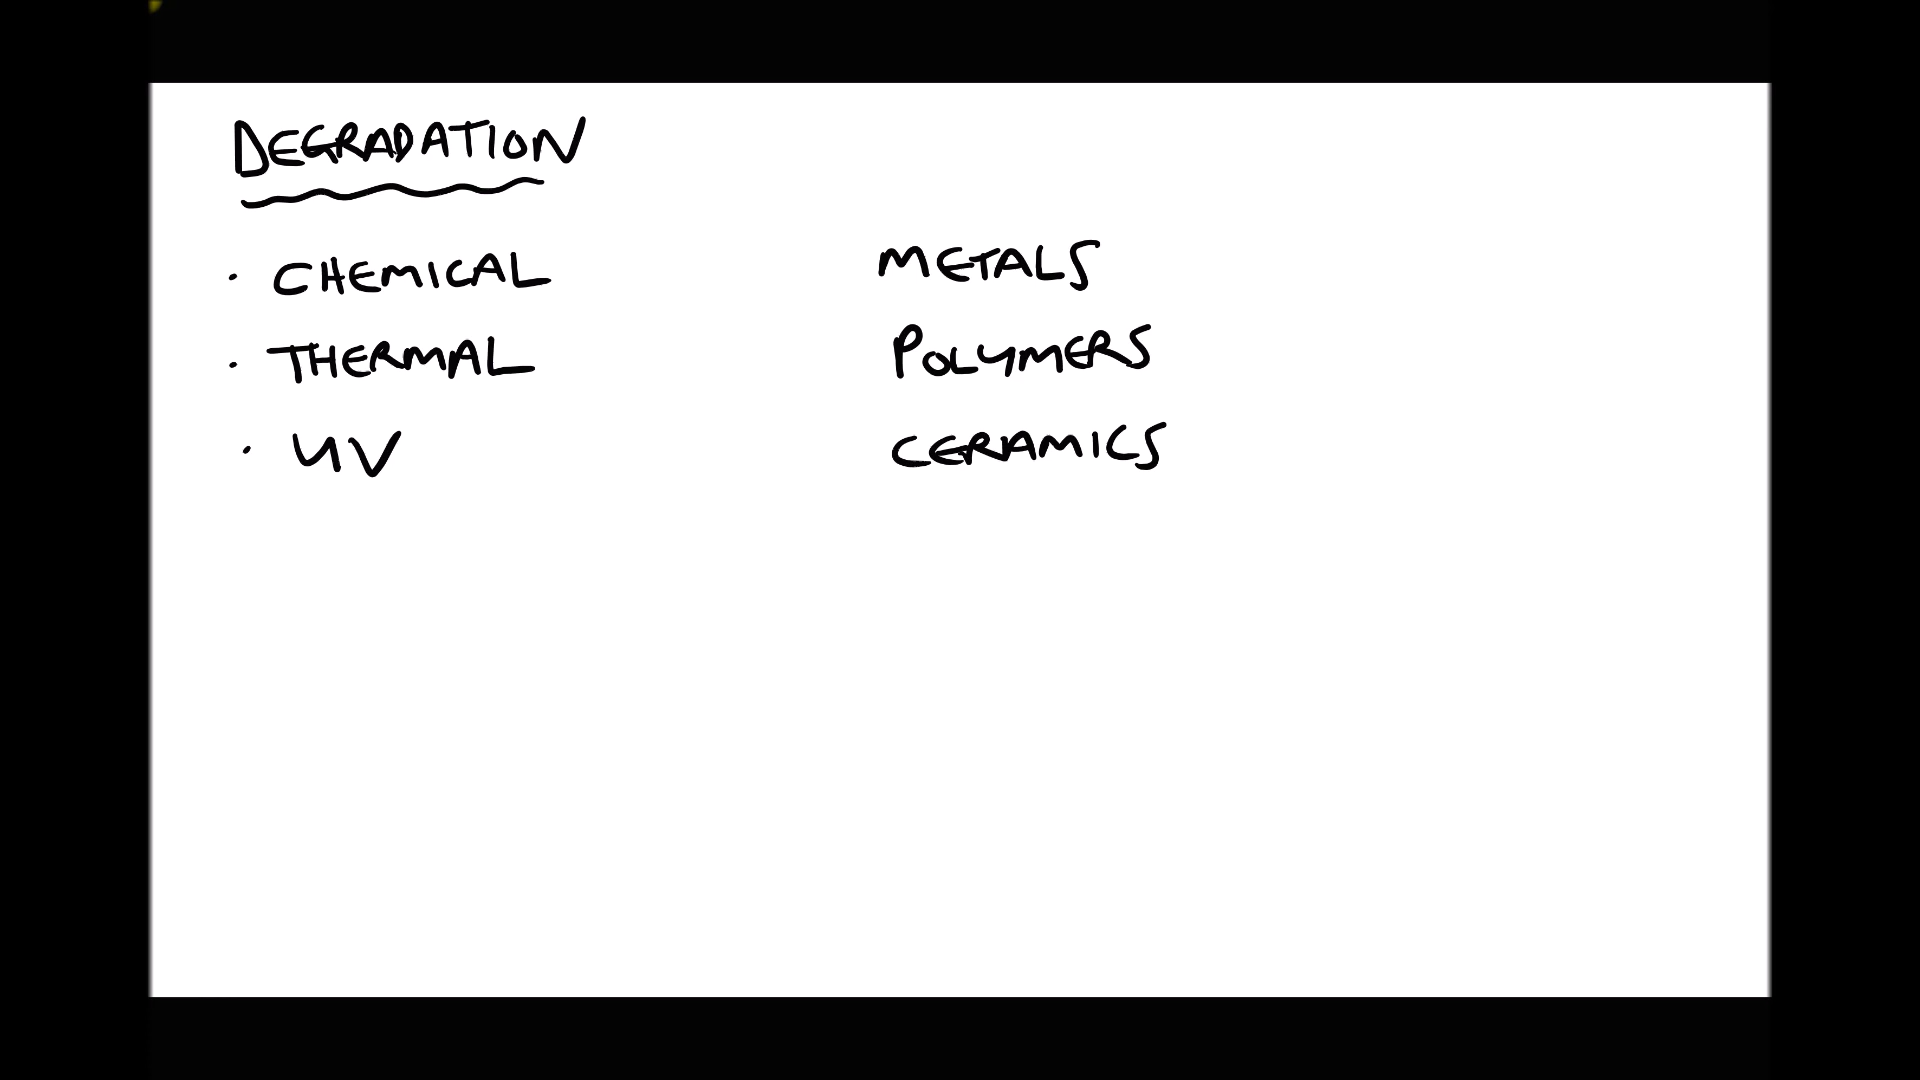 DEGRADATION
· CHEMICAL
METALS
· THERMAL
POLYMERS
· UV
CERAMICS